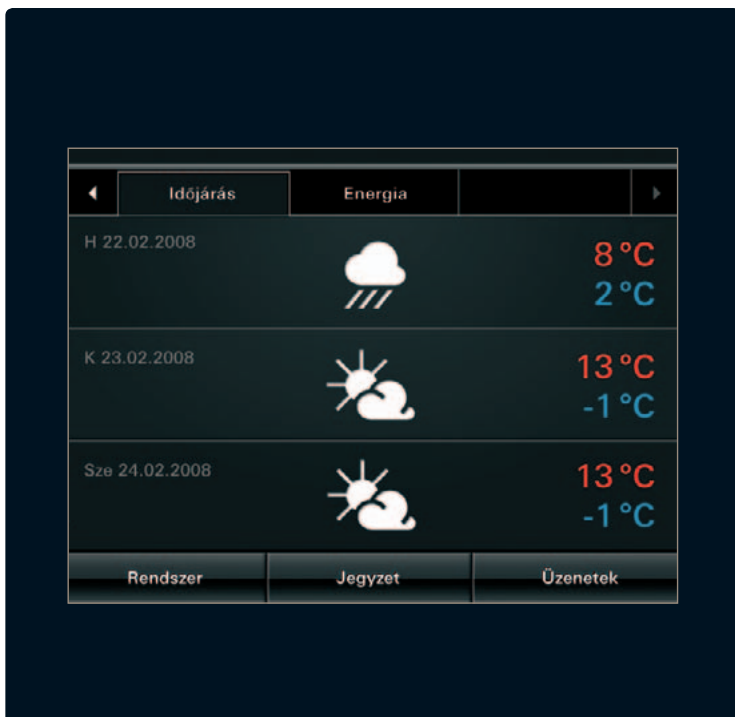 Időjárás Energia
H 22.02.2008
8 °C
2 °C
K 23.02.2008
13 °C
-1 °C
Sze 24.02.2008
13 °C
-1 °C
Rendszer Jegyzet Üzenetek